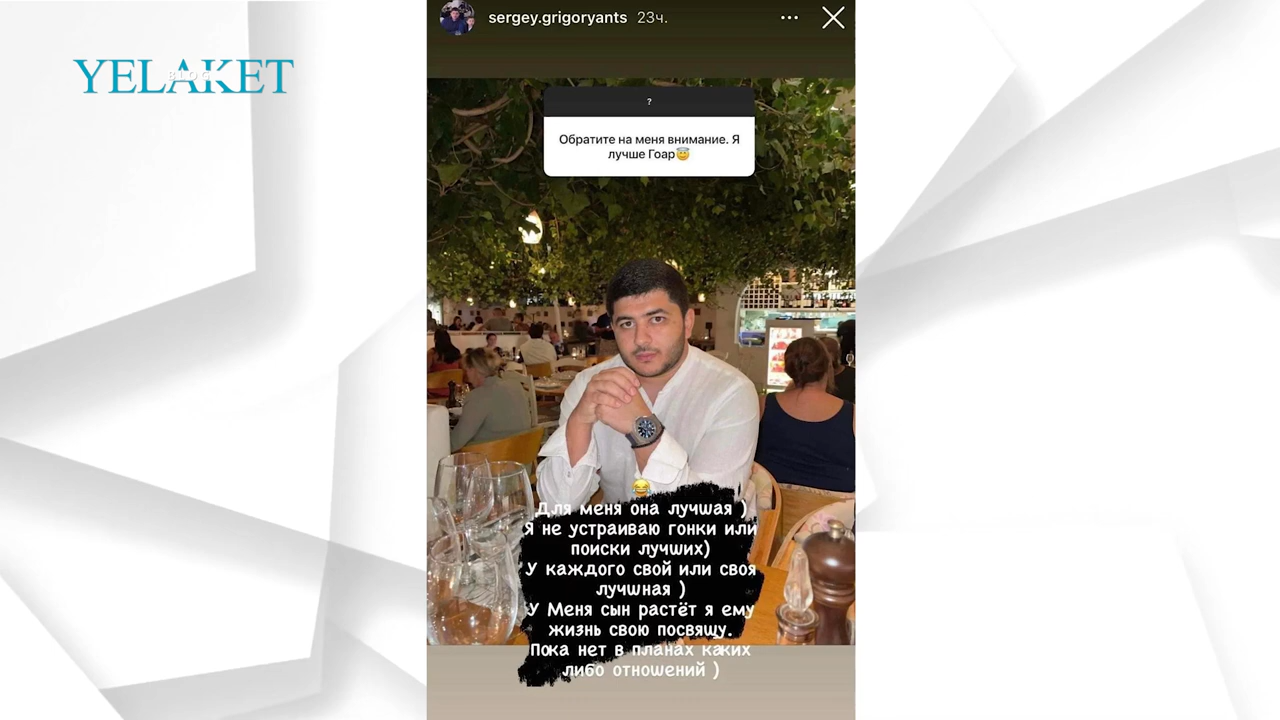 YELAKET
BLOG
sergey.grigoryants 23ч.
?
Обратите на меня внимание. Я
лучше Гоар😇
😂
Для меня она лучшая )
Я не устраиваю гонки или
поиски лучших)
У каждого свой или своя
лучшная )
У Меня сын растёт я ему
жизнь свою посвящу.
Пока нет в планах каких
либо отношений )